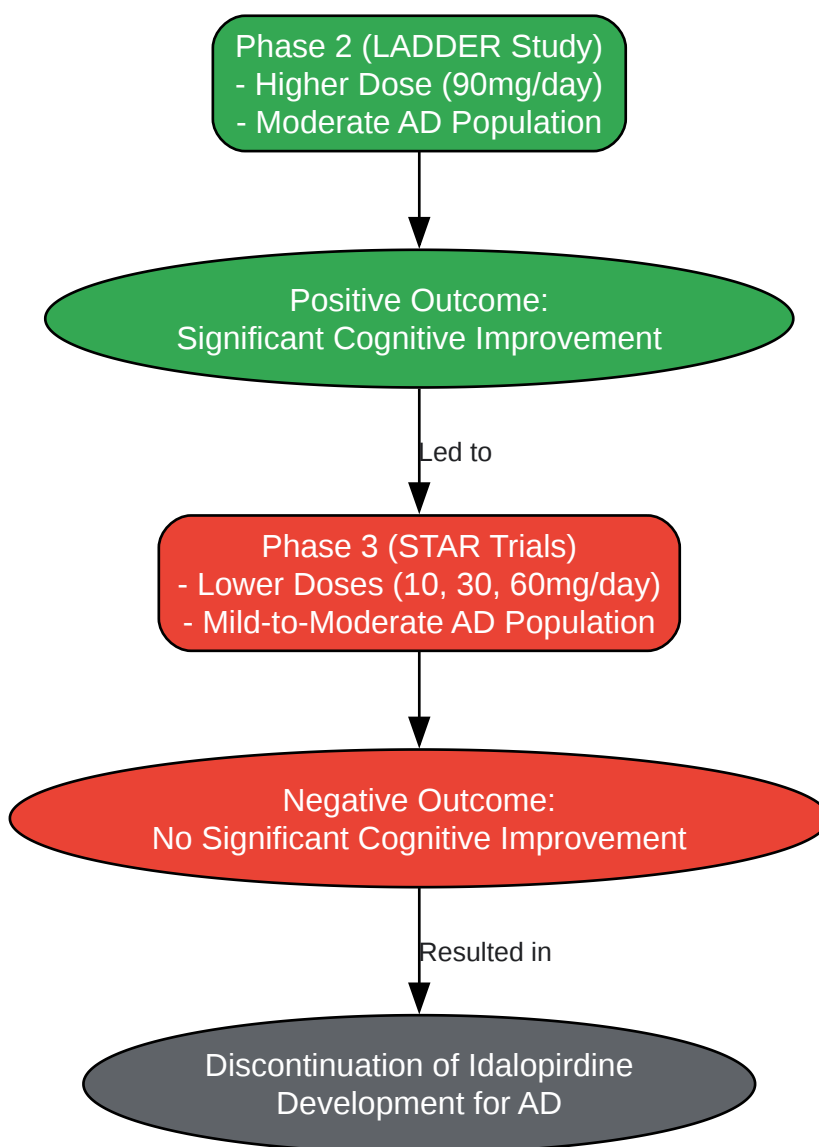 Phase 2 (LADDER Study)
- Higher Dose (90mg/day)
- Moderate AD Population
Positive Outcome:
Significant Cognitive Improvement
Led to
Phase 3 (STAR Trials)
- Lower Doses (10, 30, 60mg/day)
- Mild-to-Moderate AD Population
Negative Outcome:
No Significant Cognitive Improvement
Resulted in
Discontinuation of Idalopirdine
Development for AD